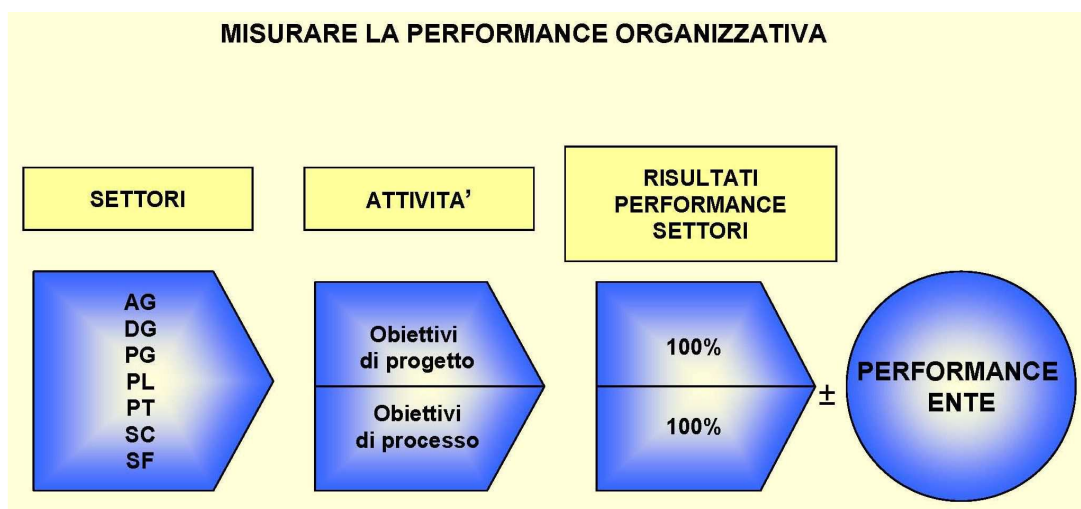 MISURARE LA PERFORMANCE ORGANIZZATIVA
SETTORI
ATTIVITA’
RISULTATI
PERFORMANCE
SETTORI
AG
DG
PG
PL
PT
SC
SF
Obiettivi
di progetto
Obiettivi
di processo
100%
100%
±
PERFORMANCE
ENTE